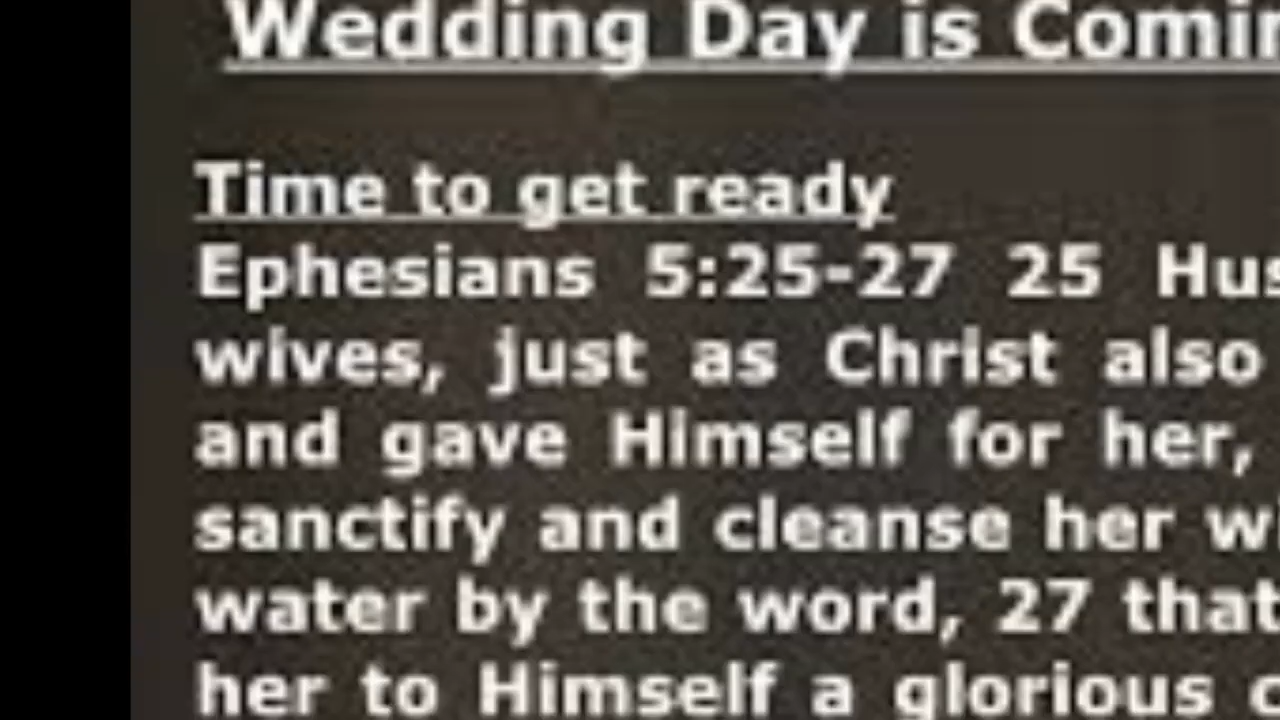 Wedding Day is Comin
Time to get ready
Ephesians 5:25-27 25 Hus
wives, just as Christ also
and gave Himself for her,
sanctify and cleanse her wi
water by the word, 27 that
her to Himself a glorious c